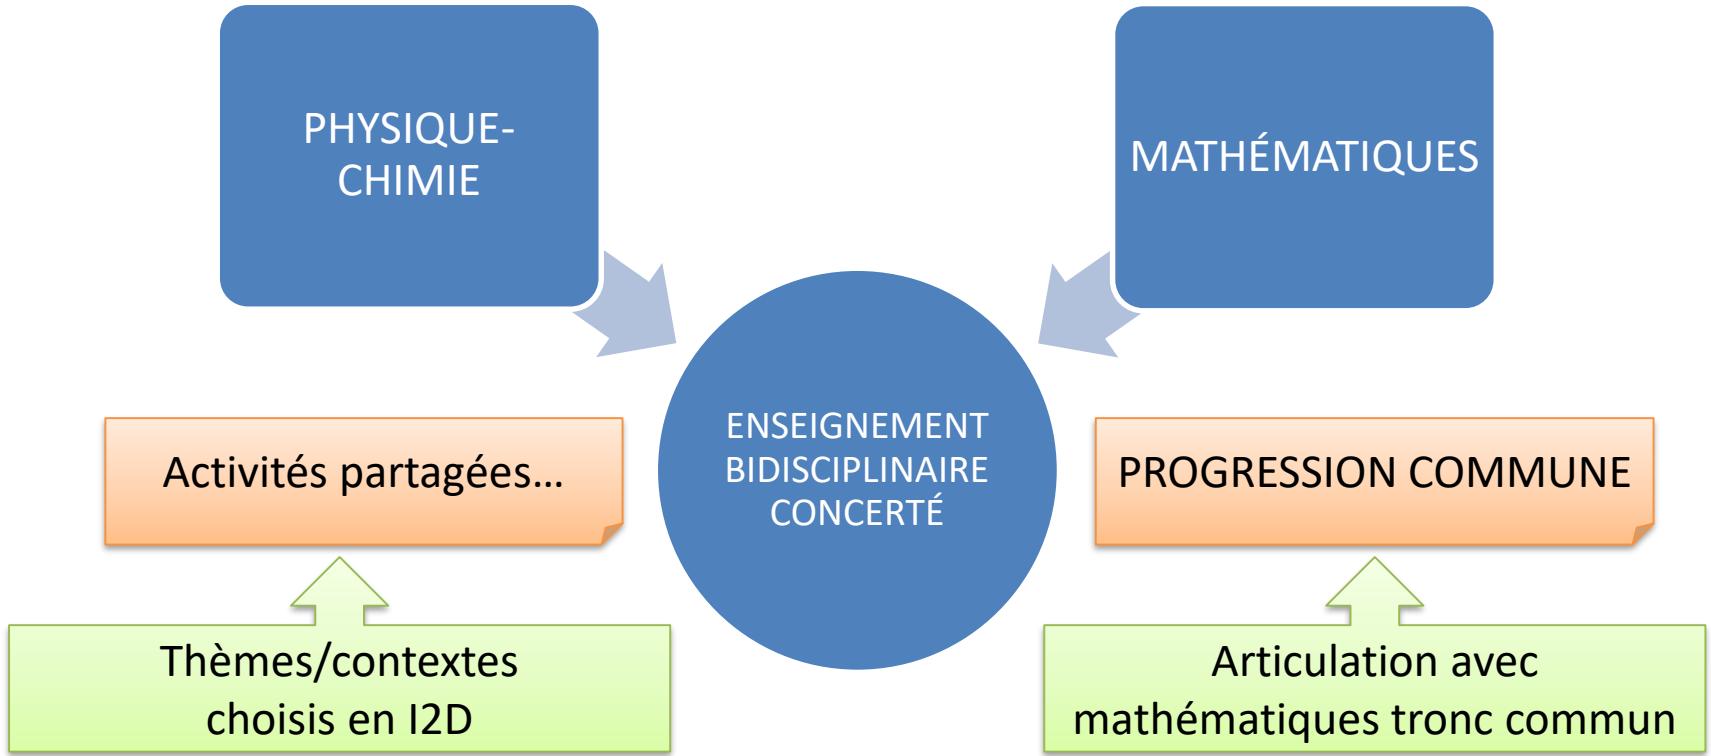 PHYSIQUE-
CHIMIE
MATHÉMATIQUES
ENSEIGNEMENT
BIDISCIPLINAIRE
CONCERTÉ
Activités partagées…
PROGRESSION COMMUNE
Thèmes/contextes
choisis en I2D
Articulation avec
mathématiques tronc commun